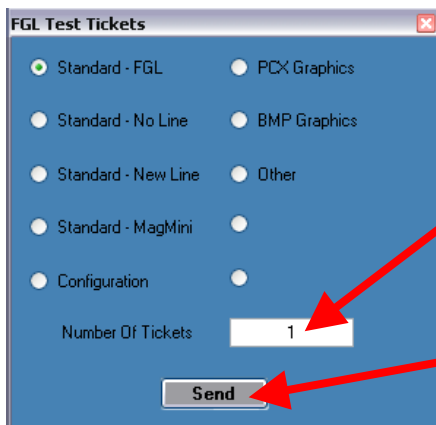 FGL Test Tickets
Standard - FGL
PCX Graphics
Standard - No Line
BMP Graphics
Standard - New Line
Other
Standard - MagMini
Configuration
Number Of Tickets
1
Send